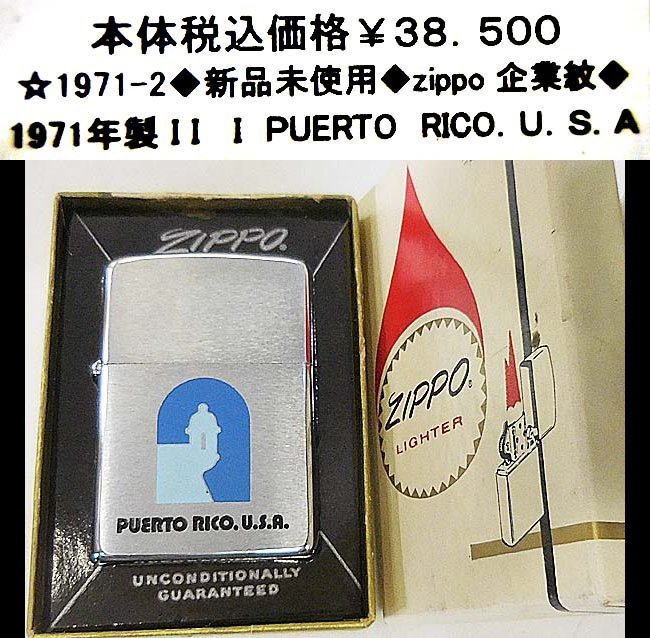 本体税込価格￥38．500
☆1971-2◆新品未使用◆zippo 企業紋◆
1971年製II I PUERTO RICO．U．S．A
ZIPPO®
PUERTO RICO. U.S.A.
UNCONDITIONALLY
GUARANTEED
ZIPPO®
LIGHTER